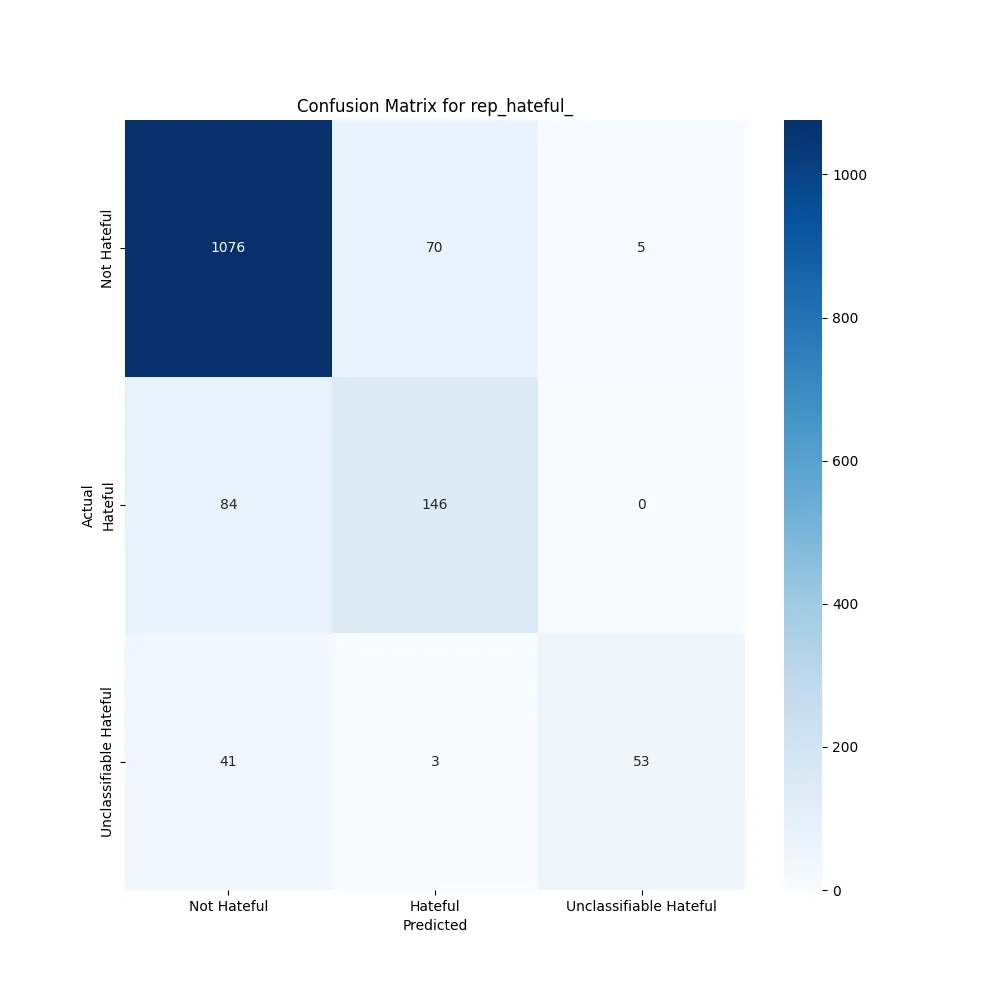 Confusion Matrix for rep_hateful_
Not Hateful
1076
70
5
Actual
Hateful
84
146
0
Unclassifiable Hateful
41
3
53
Not Hateful
Hateful
Unclassifiable Hateful
Predicted
1000
800
600
400
200
0